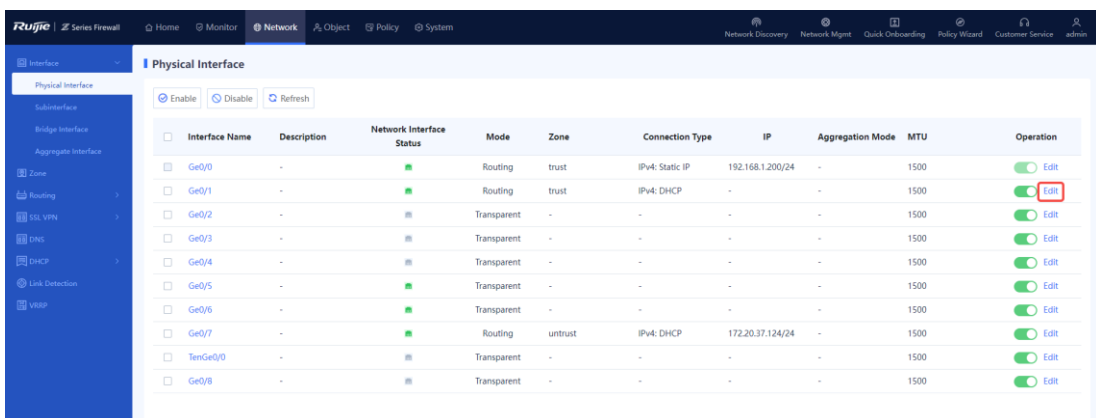 Ruijie | Z Series Firewall Home Monitor Network Object Policy System Network Discovery Network Mgmt Quick Onboarding Policy Wizard Customer Service admin
Interface
Physical Interface
Subinterface
Bridge Interface
Aggregate Interface
Zone
Routing
SSL VPN
DNS
DHCP
Link Detection
VRRP
Physical Interface
Enable Disable Refresh
Interface Name Description Network Interface Status Mode Zone Connection Type IP Aggregation Mode MTU Operation
Ge0/0 - Routing trust IPv4: Static IP 192.168.1.200/24 - 1500 Edit
Ge0/1 - Routing trust IPv4: DHCP - - 1500 Edit
Ge0/2 - Transparent - - - - 1500 Edit
Ge0/3 - Transparent - - - - 1500 Edit
Ge0/4 - Transparent - - - - 1500 Edit
Ge0/5 - Transparent - - - - 1500 Edit
Ge0/6 - Transparent - - - - 1500 Edit
Ge0/7 - Routing untrust IPv4: DHCP 172.20.37.124/24 - 1500 Edit
TenGe0/0 - Transparent - - - - 1500 Edit
Ge0/8 - Transparent - - - - 1500 Edit